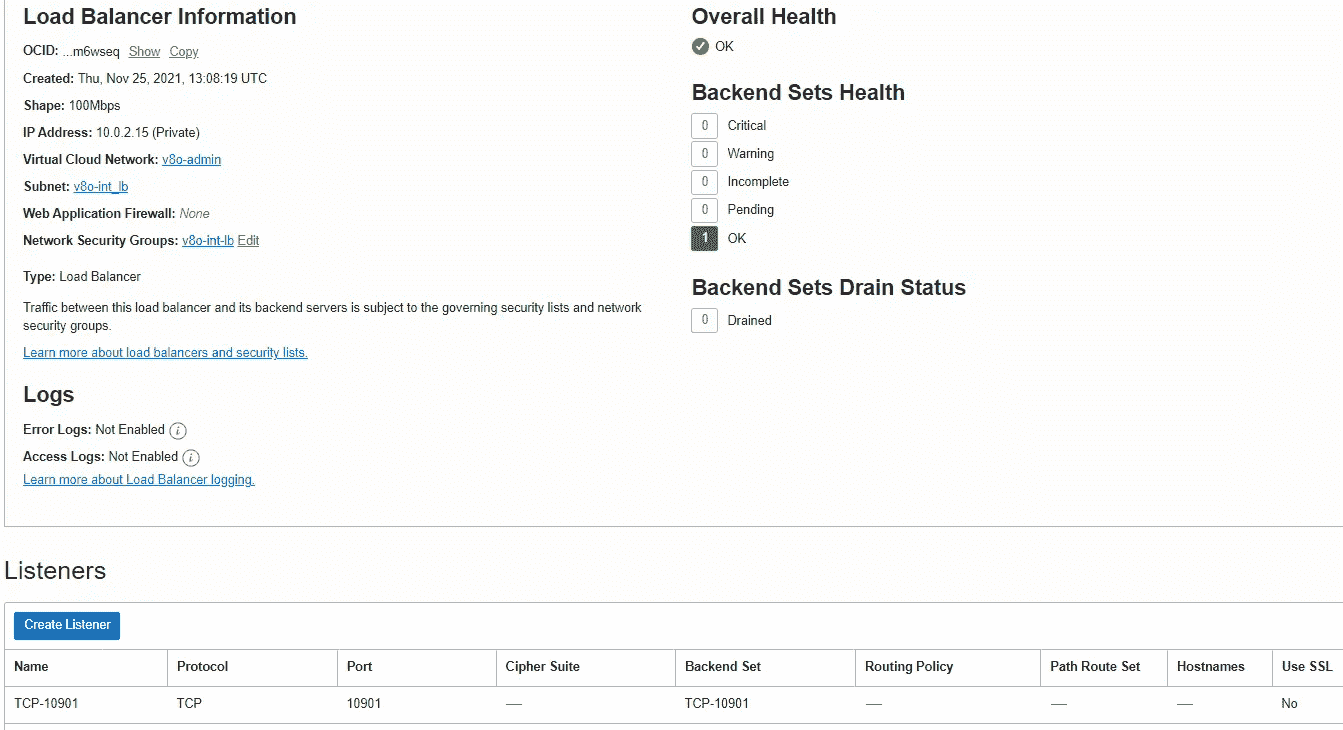 Load Balancer Information
OCID: ...m6wseq Show Copy
Created: Thu, Nov 25, 2021, 13:08:19 UTC
Shape: 100Mbps
IP Address: 10.0.2.15 (Private)
Virtual Cloud Network: v8o-admin
Subnet: v8o-int_lb
Web Application Firewall: None
Network Security Groups: v8o-int-lb Edit
Type: Load Balancer
Traffic between this load balancer and its backend servers is subject to the governing security lists and network
security groups.
Learn more about load balancers and security lists.
Logs
Error Logs: Not Enabled i
Access Logs: Not Enabled i
Learn more about Load Balancer logging.
Overall Health
OK
Backend Sets Health
0 Critical
0 Warning
0 Incomplete
0 Pending
1 OK
Backend Sets Drain Status
0 Drained
Listeners
Create Listener
Name Protocol Port Cipher Suite Backend Set Routing Policy Path Route Set Hostnames Use SSL
TCP-10901 TCP 10901 — TCP-10901 — — — No